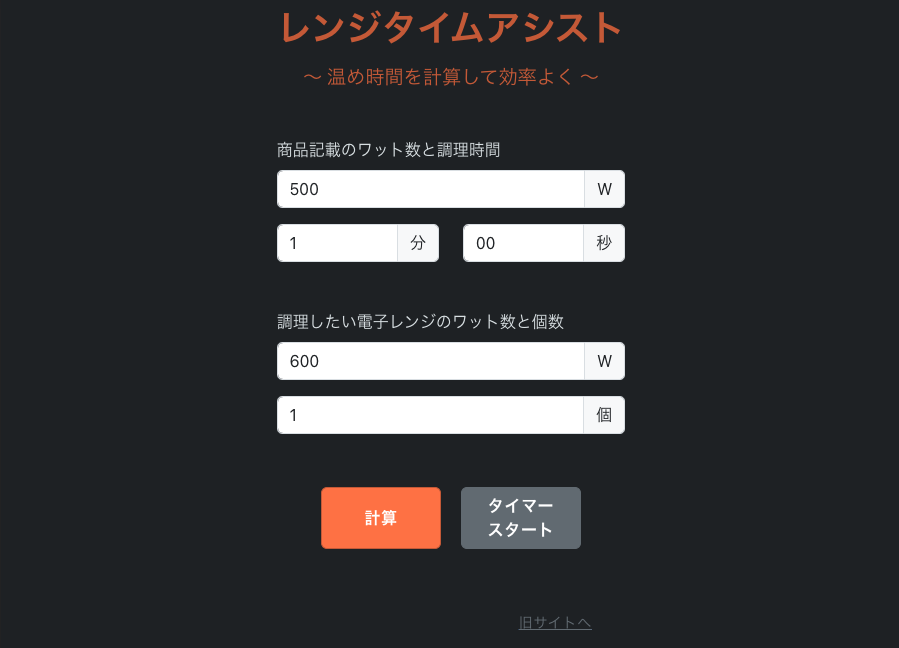 レンジタイムアシスト
～ 温め時間を計算して効率よく ～
商品記載のワット数と調理時間
500 W
1 分 00 秒
調理したい電子レンジのワット数と個数
600 W
1 個
計算
タイマー
スタート
旧サイトへ